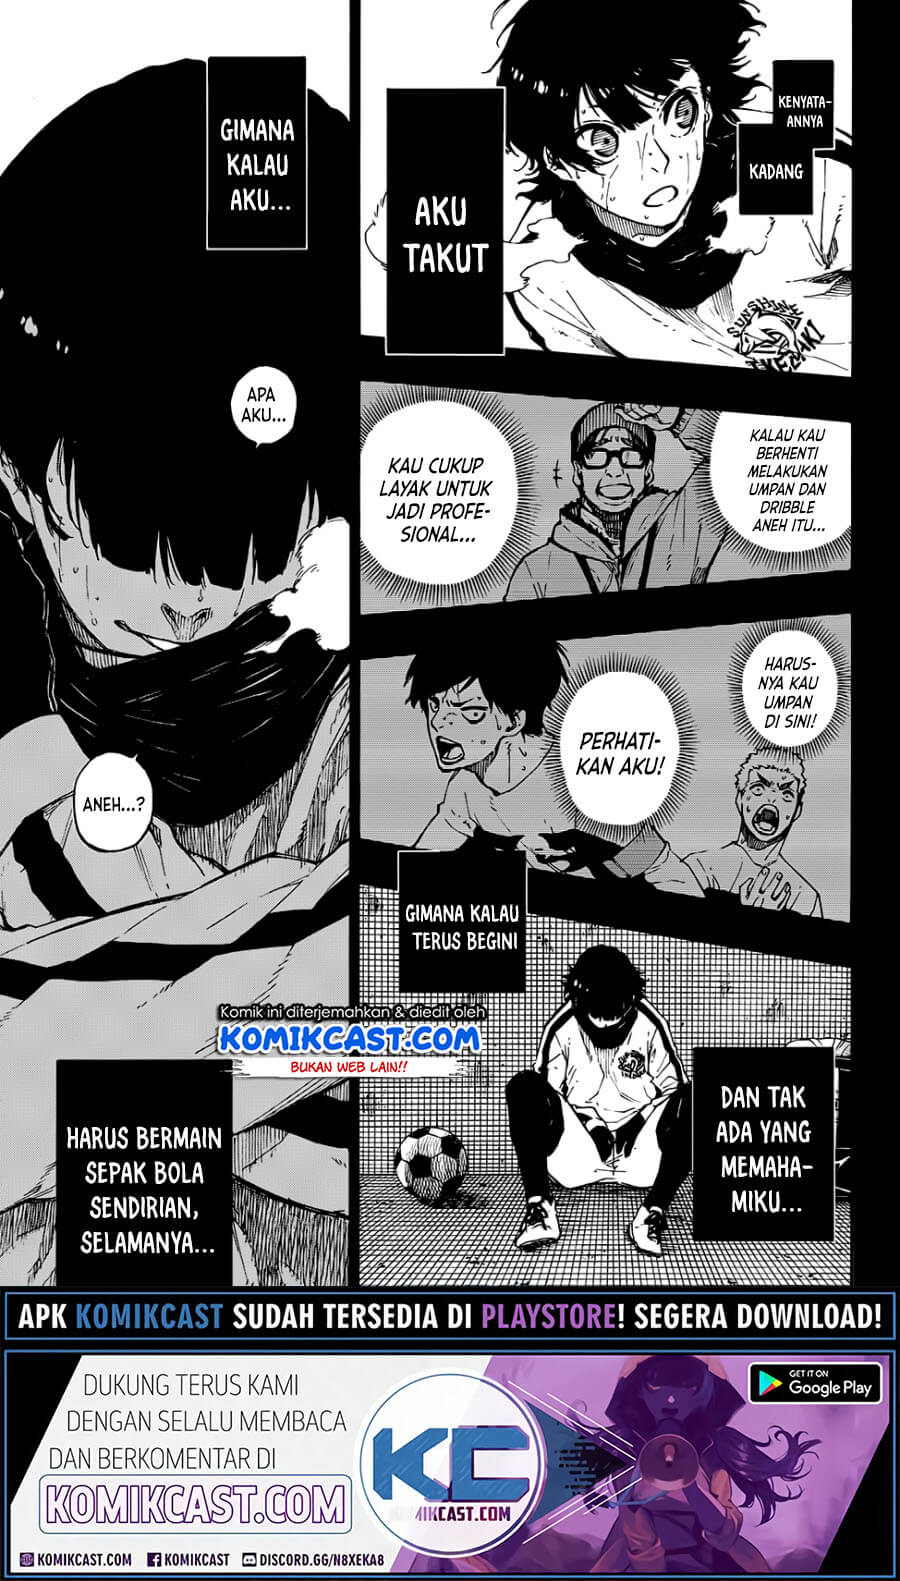 KENYATA-
ANNYA
KADANG
AKU
TAKUT
KALAU KAU
BERHENTI
MELAKUKAN
UMPAN DAN
DRIBBLE
ANEH ITU...
KAU CUKUP
LAYAK UNTUK
JADI PROFE-
SIONAL...
HARUS-
NYA KAU
UMPAN
DI SINI!
PERHATI-
KAN AKU!
GIMANA KALAU
TERUS BEGINI
DAN TAK
ADA YANG
MEMAHA-
MIKU...
GIMANA
KALAU
AKU...
APA
AKU...
ANEH...?
HARUS BERMAIN
SEPAK BOLA
SENDIRIAN,
SELAMANYA...
Komik ini diterjemahkan & diedit oleh
KOMIKCAST.COM
BUKAN WEB LAIN!!
APK KOMIKCAST SUDAH TERSEDIA DI PLAYSTORE! SEGERA DOWNLOAD!
DUKUNG TERUS KAMI
DENGAN SELALU MEMBACA
DAN BERKOMENTAR DI
KOMIKCAST.COM
KOMIKCAST.COM KOMIKCAST DISCORD.GG/N8XEKA8
KC
KOMIKCAST.COM
GET IT ON
Google Play